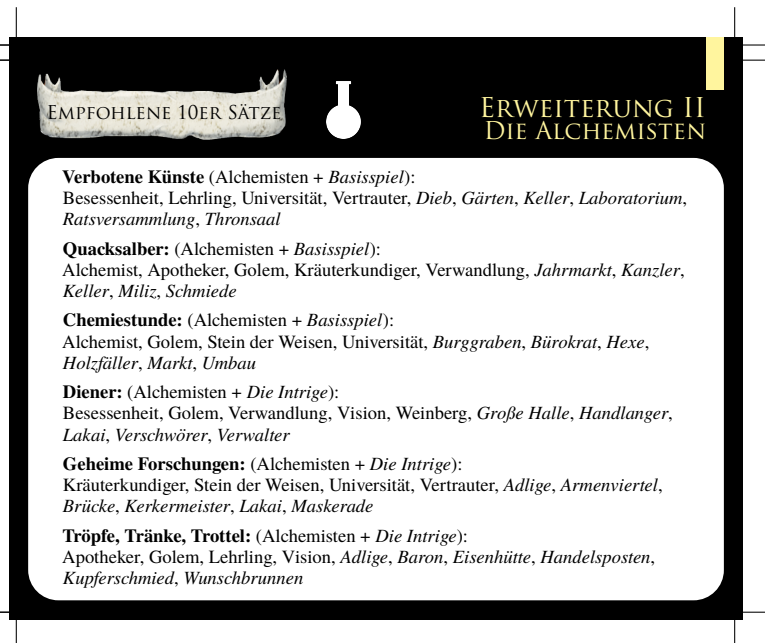 EMPFOHLENE 10ER SÄTZE
ERWEITERUNG II
DIE ALCHEMISTEN
Verbotene Künste (Alchemisten + Basisspiel):
Besessenheit, Lehrling, Universität, Vertrauter, Dieb, Gärten, Keller, Laboratorium,
Ratsversammlung, Thronsaal
Quacksalber: (Alchemisten + Basisspiel):
Alchemist, Apotheker, Golem, Kräuterkundiger, Verwandlung, Jahrmarkt, Kanzler,
Keller, Miliz, Schmiede
Chemiestunde: (Alchemisten + Basisspiel):
Alchemist, Golem, Stein der Weisen, Universität, Burggraben, Bürokrat, Hexe,
Holzfäller, Markt, Umbau
Diener: (Alchemisten + Die Intrige):
Besessenheit, Golem, Verwandlung, Vision, Weinberg, Große Halle, Handlanger,
Lakai, Verschwörer, Verwalter
Geheime Forschungen: (Alchemisten + Die Intrige):
Kräuterkundiger, Stein der Weisen, Universität, Vertrauter, Adlige, Armenviertel,
Brücke, Kerkermeister, Lakai, Maskerade
Tröpfe, Tränke, Trottel: (Alchemisten + Die Intrige):
Apotheker, Golem, Lehrling, Vision, Adlige, Baron, Eisenhütte, Handelsposten,
Kupferschmied, Wunschbrunnen